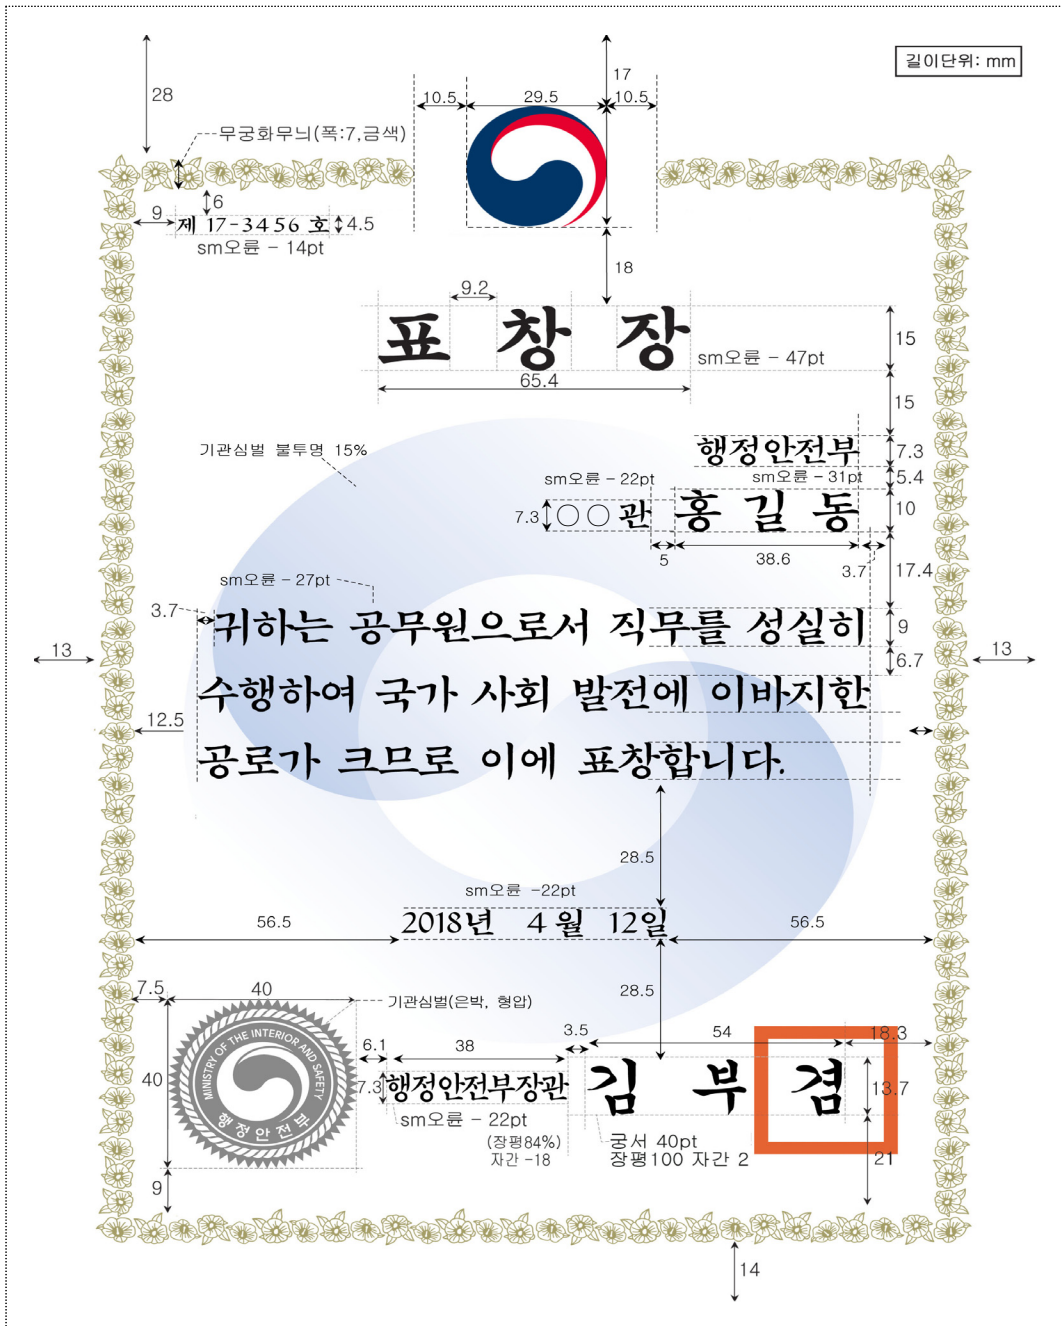 길이단위: mm
17
28
10.5 29.5 10.5
무궁화무늬(폭:7,금색)
6
9
제 17-3456 호 4.5
sm오륜 - 14pt
18
9.2
표 창 장
15
sm오륜 - 47pt
65.4
15
기관심벌 불투명 15%
행정안전부
7.3
sm오륜 - 22pt
sm오륜 - 31pt
5.4
7.3
○○관 홍 길 동
10
5
38.6
3.7
17.4
sm오륜 - 27pt
3.7
귀하는 공무원으로서 직무를 성실히
9
13
13
6.7
수행하여 국가 사회 발전에 이바지한
12.5
공로가 크므로 이에 표창합니다.
28.5
sm오륜 -22pt
56.5
2018년 4월 12일
56.5
7.5
40
기관심벌(은박, 형압)
28.5
MINISTRY OF THE INTERIOR AND SAFETY
행정안전부
40
6.1
38
3.5
54
18.3
7.3
행정안전부장관 김 부 겸
13.7
sm오륜 - 22pt
(장평84%)
자간 -18
궁서 40pt
장평100 자간 2
21
9
14